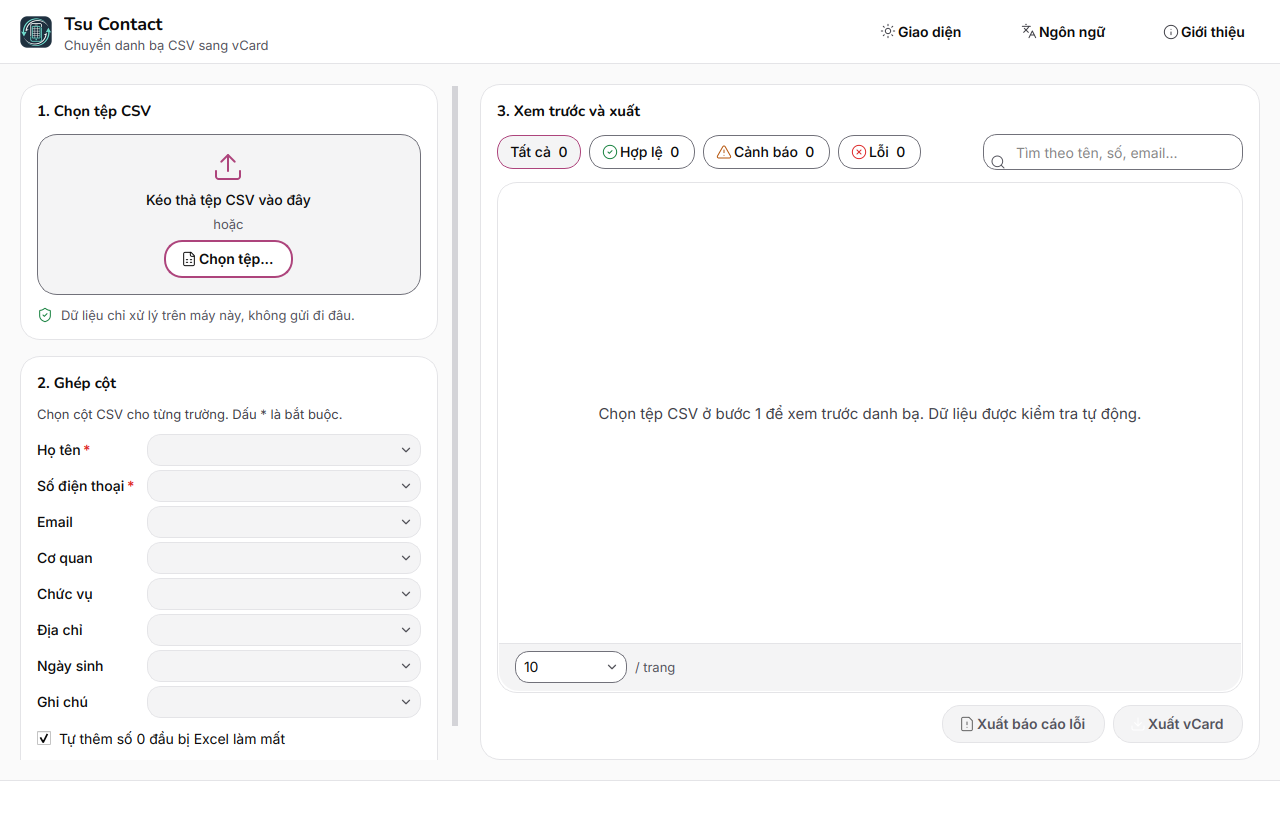 Tsu Contact
Chuyển danh bạ CSV sang vCard
Giao diện
Ngôn ngữ
Giới thiệu
1. Chọn tệp CSV
Kéo thả tệp CSV vào đây
hoặc
Chọn tệp...
Dữ liệu chỉ xử lý trên máy này, không gửi đi đâu.
2. Ghép cột
Chọn cột CSV cho từng trường. Dấu * là bắt buộc.
Họ tên *
Số điện thoại *
Email
Cơ quan
Chức vụ
Địa chỉ
Ngày sinh
Ghi chú
Tự thêm số 0 đầu bị Excel làm mất
3. Xem trước và xuất
Tất cả 0
Hợp lệ 0
Cảnh báo 0
Lỗi 0
Tìm theo tên, số, email...
Chọn tệp CSV ở bước 1 để xem trước danh bạ. Dữ liệu được kiểm tra tự động.
10 / trang
Xuất báo cáo lỗi
Xuất vCard